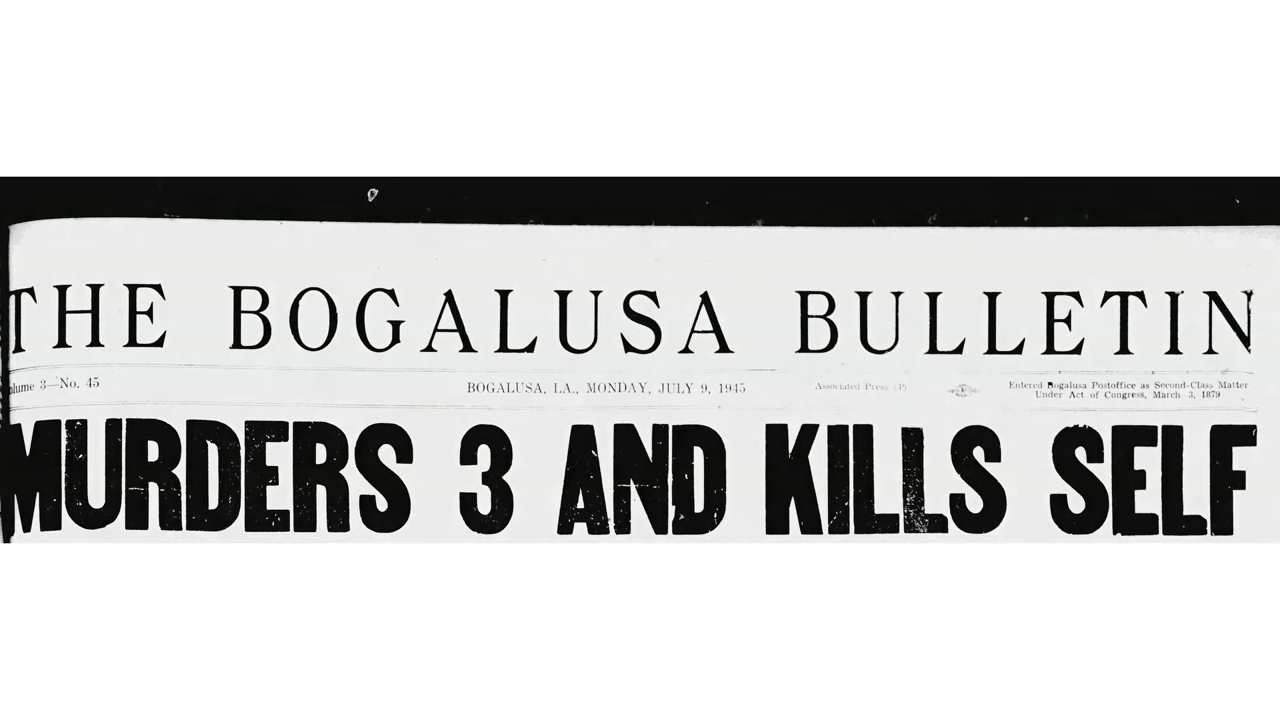 THE BOGALUSA BULLETIN
olume 3—No. 45
BOGALUSA, LA., MONDAY, JULY 9, 1945
Associated Press (AP)
Entered Bogalusa Postoffice as Second-Class Matter
Under Act of Congress, March 3, 1879
MURDERS 3 AND KILLS SELF